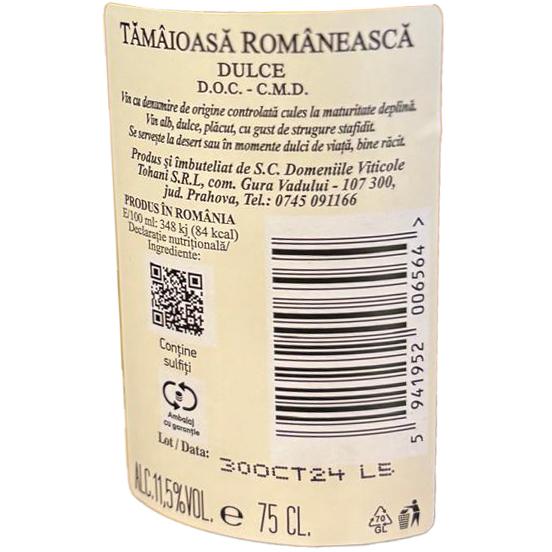 TĂMÂIOASĂ ROMÂNEASCĂ
DULCE
D.O.C. - C.M.D.
Vin cu denumire de origine controlată cules la maturitate deplină.
Vin alb, dulce, plăcut, cu gust de strugure stafidit.
Se servește la desert sau în momente dulci de viață, bine răcit.
Produs și îmbuteliat de S.C. Domeniile Viticole
Tohani S.R.L, com. Gura Vadului - 107 300,
jud. Prahova, Tel.: 0745 091166
PRODUS ÎN ROMÂNIA
E/100 ml: 348 kj (84 kcal)
Declarație nutrițională/
Ingrediente:
Conține
sulfiți
Ambalaj
cu garanție
Lot / Data:
30OCT24 L5
5 941952 006564 >
ALC.11,5%VOL. e 75 CL.
70
GL